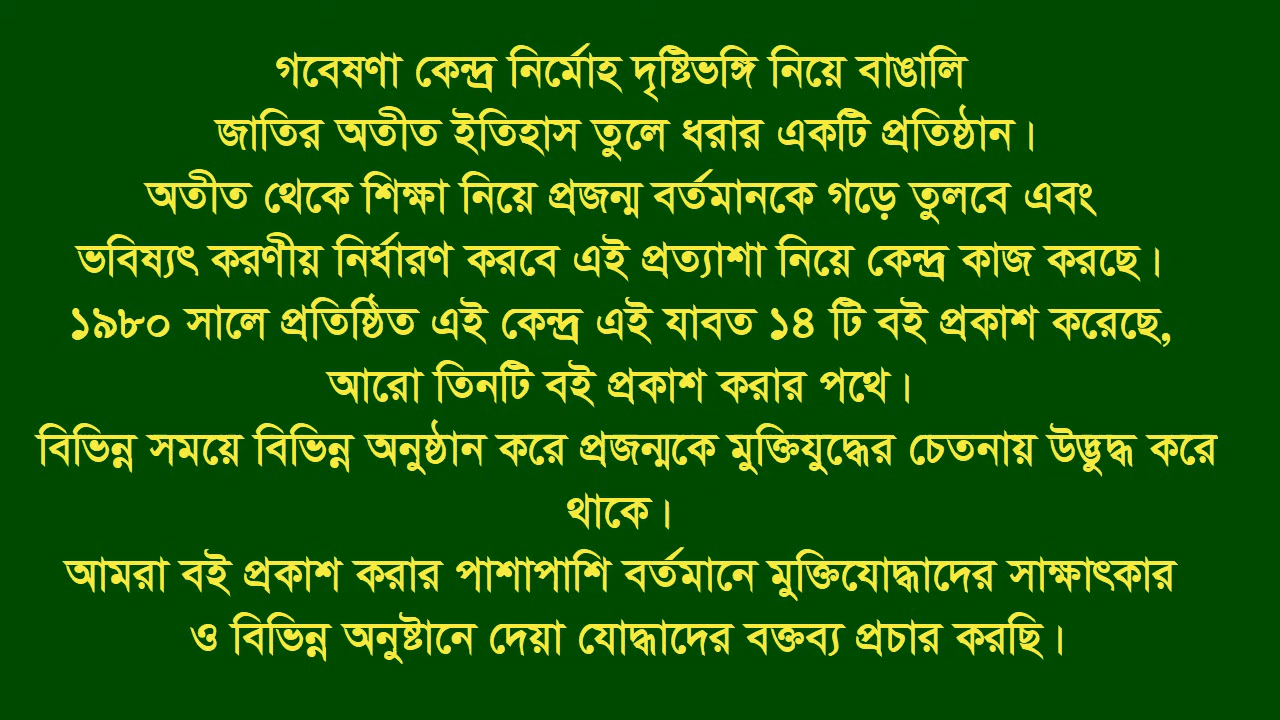 গবেষণা কেন্দ্র নির্মোহ দৃষ্টিভঙ্গি নিয়ে বাঙালি
জাতির অতীত ইতিহাস তুলে ধরার একটি প্রতিষ্ঠান।
অতীত থেকে শিক্ষা নিয়ে প্রজন্ম বর্তমানকে গড়ে তুলবে এবং
ভবিষ্যৎ করণীয় নির্ধারণ করবে এই প্রত্যাশা নিয়ে কেন্দ্র কাজ করছে।
১৯৮০ সালে প্রতিষ্ঠিত এই কেন্দ্র এই যাবত ১৪ টি বই প্রকাশ করেছে,
আরো তিনটি বই প্রকাশ করার পথে।
বিভিন্ন সময়ে বিভিন্ন অনুষ্ঠান করে প্রজন্মকে মুক্তিযুদ্ধের চেতনায় উদ্ভুদ্ধ করে
থাকে।
আমরা বই প্রকাশ করার পাশাপাশি বর্তমানে মুক্তিযোদ্ধাদের সাক্ষাৎকার
ও বিভিন্ন অনুষ্টানে দেয়া যোদ্ধাদের বক্তব্য প্রচার করছি।